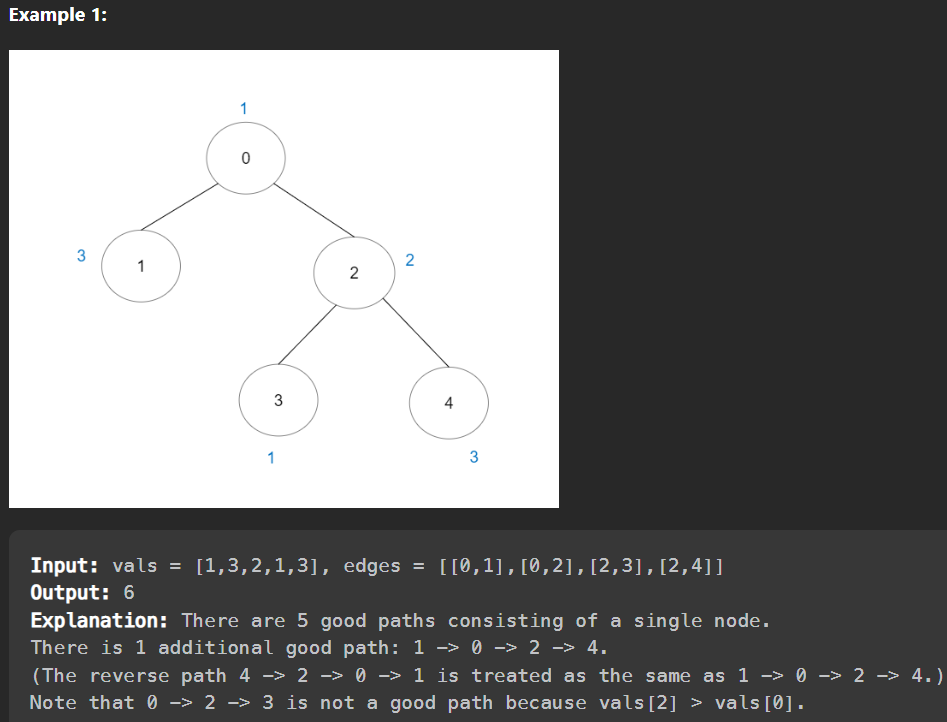 Example 1:
1
0
3
1
2
2
3
4
1
3
Input: vals = [1,3,2,1,3], edges = [[0,1],[0,2],[2,3],[2,4]]
Output: 6
Explanation: There are 5 good paths consisting of a single node.
There is 1 additional good path: 1 -> 0 -> 2 -> 4.
(The reverse path 4 -> 2 -> 0 -> 1 is treated as the same as 1 -> 0 -> 2 -> 4.)
Note that 0 -> 2 -> 3 is not a good path because vals[2] > vals[0].